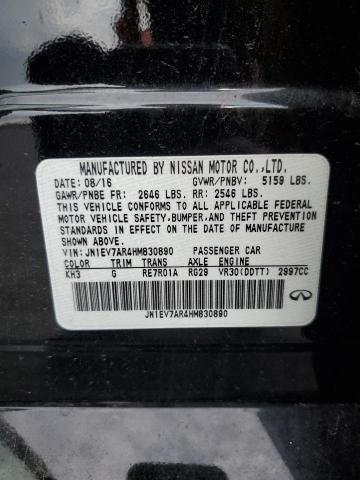 MANUFACTURED BY NISSAN MOTOR CO.,LTD.
DATE: 08/16 GVWR/PNBV: 5159 LBS.
GAWR/PNBE FR: 2646 LBS. RR: 2546 LBS.
THIS VEHICLE CONFORMS TO ALL APPLICABLE FEDERAL
MOTOR VEHICLE SAFETY,BUMPER,AND THEFT PREVENTION
STANDARDS IN EFFECT ON THE DATE OF MANUFACTURE
SHOWN ABOVE.
VIN: JN1EV7AR4HM830890 PASSENGER CAR
COLOR TRIM TRANS AXLE ENGINE
KH3 G RE7R01A RG29 VR30(DDTT) 2997CC
JN1EV7AR4HM830890